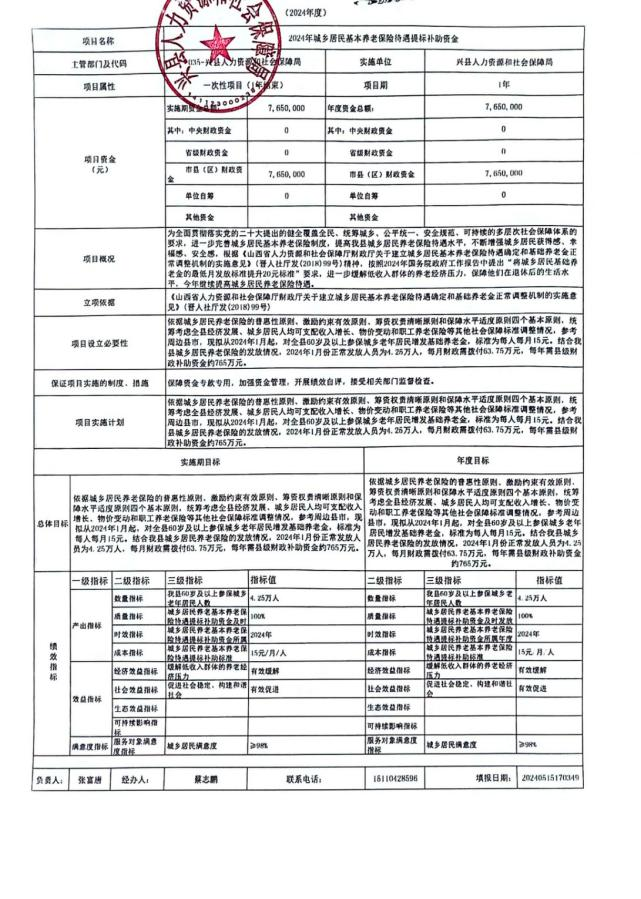 (2024年度)
项目名称 2024年城乡居民基本养老保险待遇提标补助资金
主管部门及代码 035-兴县人力资源和社会保障局 实施单位 兴县人力资源和社会保障局
项目属性 一次性项目（1年结束） 项目期 1年
项目资金（元） 实施期资金总额: 7,650,000 年度资金总额: 7,650,000
其中: 中央财政资金 0 其中: 中央财政资金 0
省级财政资金 0 省级财政资金 0
市县（区）财政资金 7,650,000 市县（区）财政资金 7,650,000
单位自筹 0 单位自筹 0
其他资金 其他资金
项目概况
为全面贯彻落实党的二十大提出的健全覆盖全民、统筹城乡、公平统一、安全规范、可持续的多层次社会保障体系的
要求，进一步完善城乡居民基本养老保险制度，提高我县城乡居民养老保险待遇水平，不断增强城乡居民获得感、幸
福感、安全感，根据《山西省人力资源和社会保障厅财政厅关于建立城乡居民基本养老保险待遇确定和基础养老金正
常调整机制的实施意见》（晋人社厅发(2018)99号）精神，按照2024年国务院政府工作报告中提出“将城乡居民基础养
老金的最低月发放标准提升20元标准”要求，进一步缓解低收入群体的养老经济压力，保障他们在退休后的生活水
平，今年继续提高城乡居民养老保险待遇。
立项依据
《山西省人力资源和社会保障厅财政厅关于建立城乡居民基本养老保险待遇确定和基础养老金正常调整机制的实施意
见》（晋人社厅发(2018)99号）
项目设立必要性
依据城乡居民养老保险的普惠性原则、激励约束有效原则、筹资权责清晰原则和保障水平适度原则四个基本原则，统
筹考虑全县经济发展、城乡居民人均可支配收入增长、物价变动和职工养老保险等其他社会保障标准调整情况，参考
周边县市，现拟从2024年1月起，对全县60岁及以上参保城乡老年居民增发基础养老金，标准为每人每月15元。结合我
县城乡居民养老保险的发放情况，2024年1月份正常发放人员为4.25万人，每月财政需拨付63.75万元，每年需县级财
政补助资金约765万元。
保证项目实施的制度、措施 保障资金专款专用，加强资金管理，开展绩效自评，接受相关部门监督检查。
项目实施计划
依据城乡居民养老保险的普惠性原则、激励约束有效原则、筹资权责清晰原则和保障水平适度原则四个基本原则，统
筹考虑全县经济发展、城乡居民人均可支配收入增长、物价变动和职工养老保险等其他社会保障标准调整情况，参考
周边县市，现拟从2024年1月起，对全县60岁及以上参保城乡老年居民增发基础养老金，标准为每人每月15元。结合我
县城乡居民养老保险的发放情况，2024年1月份正常发放人员为4.25万人，每月财政需拨付63.75万元，每年需县级财
政补助资金约765万元。
实施期目标 年度目标
总体目标
依据城乡居民养老保险的普惠性原则、激励约束有效原则、筹资权责清晰原则和保
障水平适度原则四个基本原则，统筹考虑全县经济发展、城乡居民人均可支配收入
增长、物价变动和职工养老保险等其他社会保障标准调整情况，参考周边县市，现
拟从2024年1月起，对全县60岁及以上参保城乡老年居民增发基础养老金，标准为
每人每月15元。结合我县城乡居民养老保险的发放情况，2024年1月份正常发放人
员为4.25万人，每月财政需拨付63.75万元，每年需县级财政补助资金约765万元。
依据城乡居民养老保险的普惠性原则、激励约束有效原则、
筹资权责清晰原则和保障水平适度原则四个基本原则，统筹
考虑全县经济发展、城乡居民人均可支配收入增长、物价变
动和职工养老保险等其他社会保障标准调整情况，参考周边县
市，现拟从2024年1月起，对全县60岁及以上参保城乡老年居
民增发基础养老金，标准为每人每月15元。结合我县城乡居民
养老保险的发放情况，2024年1月份正常发放人员为4.25
万人，每月财政需拨付63.75万元，每年需县级财政补助资金
约765万元。
绩效指标
一级指标 二级指标 三级指标 指标值 二级指标 三级指标 指标值
产出指标 数量指标 我县60岁及以上参保城乡老年居民人数 4.25万人 数量指标 我县60岁及以上参保城乡老年居民人数 4.25万人
质量指标 城乡居民养老基本养老保险待遇提标补助资金及时 100% 质量指标 城乡居民养老基本养老保险待遇提标补助资金及时发放 100%
时效指标 城乡居民养老基本养老保险待遇提标补助资金所属 2024年 时效指标 城乡居民养老基本养老保险待遇提标补助资金所属年度 2024年
成本指标 城乡居民养老基本养老保险待遇提标补助标准 15元/月/人 成本指标 城乡居民养老基本养老保险待遇提标补助标准 15元/月/人
效益指标 经济效益指标 缓解低收入群体的养老经济压力 有效缓解 经济效益指标 缓解低收入群体的养老经济压力 有效缓解
社会效益指标 促进社会稳定、构建和谐社会 有效促进 社会效益指标 促进社会稳定、构建和谐社会 有效促进
生态效益指标 生态效益指标
可持续影响指标 可持续影响指标
满意度指标 服务对象满意度指标 城乡居民满意度 ≥98% 服务对象满意度指标 城乡居民满意度 ≥98%
负责人: 张富唐 经办人: 蔡志鹏 联系电话: 15110428596 填报日期: 20240515170349